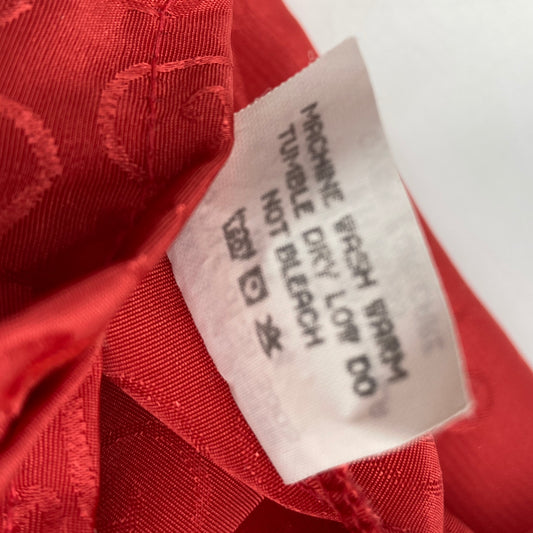 MACHINE WASH WARM
TUMBLE DRY LOW DO
NOT BLEACH